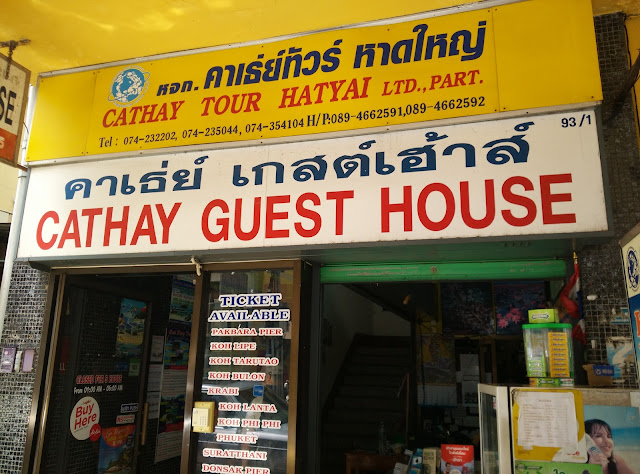 หจก. คาเธ่ย์ทัวร์ หาดใหญ่
CATHAY TOUR HATYAI LTD.,PART.
Tel : 074-232202, 074-235044, 074-354104 H/P:089-4662591,089-4662592
93/1
คาเธ่ย์ เกสต์เฮ้าส์
CATHAY GUEST HOUSE
TICKET
AVAILABLE
PAKBARA PIER
KOH LIPE
KOH TARUTAO
KOH BULON
KRABI
KOH LANTA
KOH PHI PHI
PHUKET
SURATTHANI
DONSAK PIER
Buy
Here